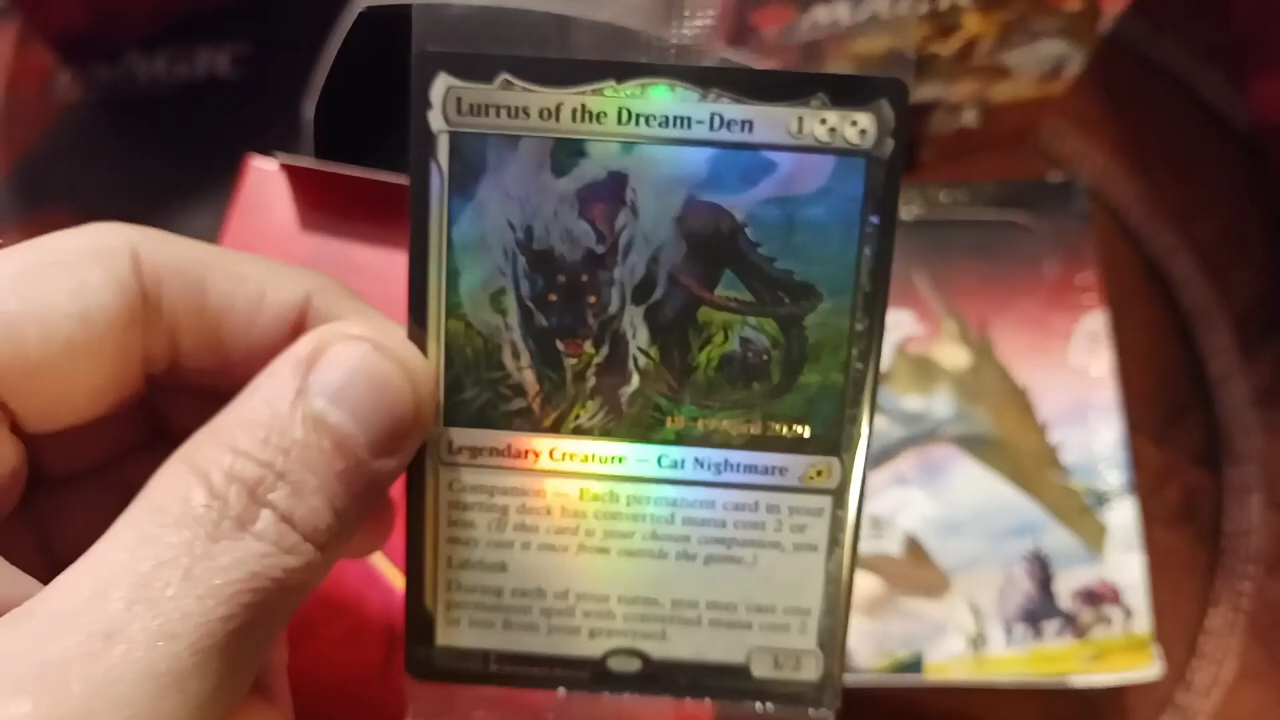 MAGIC
MAGIC
Lurrus of the Dream-Den 1
Legendary Creature — Cat Nightmare
Companion — Each permanent card in your
starting deck has converted mana cost 2 or
less. (If this card is your chosen companion, you
may cast it once from outside the game.)
Lifelink
During each of your turns, you may cast one
permanent spell with converted mana cost 2
or less from your graveyard.
3/2